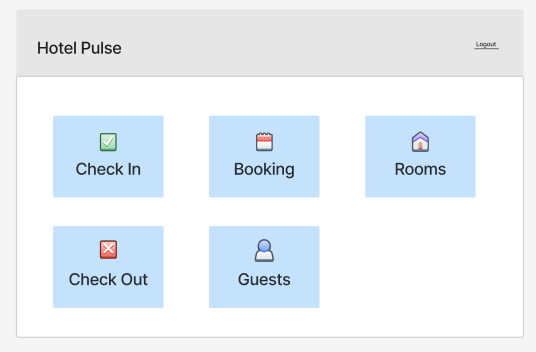 Hotel Pulse
Logout
Check In
Booking
Rooms
Check Out
Guests